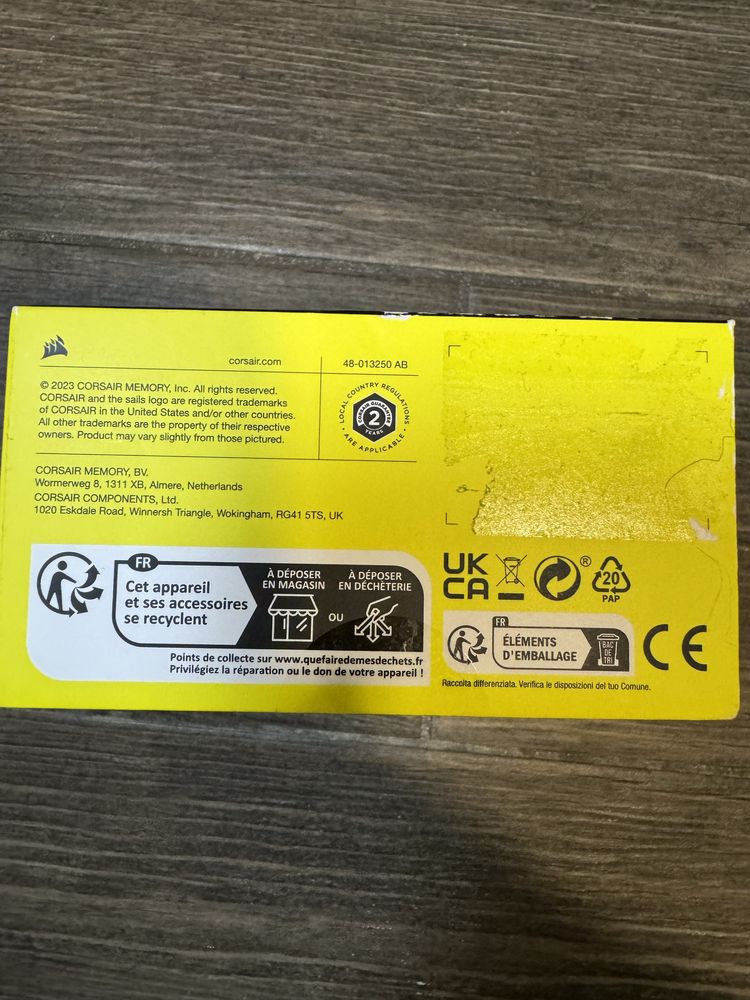 corsair.com
48-013250 AB
© 2023 CORSAIR MEMORY, Inc. All rights reserved.
CORSAIR and the sails logo are registered trademarks
of CORSAIR in the United States and/or other countries.
All other trademarks are the property of their respective
owners. Product may vary slightly from those pictured.
LOCAL COUNTRY REGULATIONS
CORSAIR GUARANTEE
2
YEARS
• ARE APPLICABLE •
CORSAIR MEMORY, BV.
Wormerweg 8, 1311 XB, Almere, Netherlands
CORSAIR COMPONENTS, Ltd.
1020 Eskdale Road, Winnersh Triangle, Wokingham, RG41 5TS, UK
FR
Cet appareil
et ses accessoires
se recyclent
À DÉPOSER
EN MAGASIN
OU
À DÉPOSER
EN DÉCHÈTERIE
Points de collecte sur www.quefairedemesdechets.fr
Privilégiez la réparation ou le don de votre appareil !
UK
CA
®
20
PAP
FR
ÉLÉMENTS
D'EMBALLAGE
BAC
DE
TRI
CE
Raccolta differenziata. Verifica le disposizioni del tuo Comune.